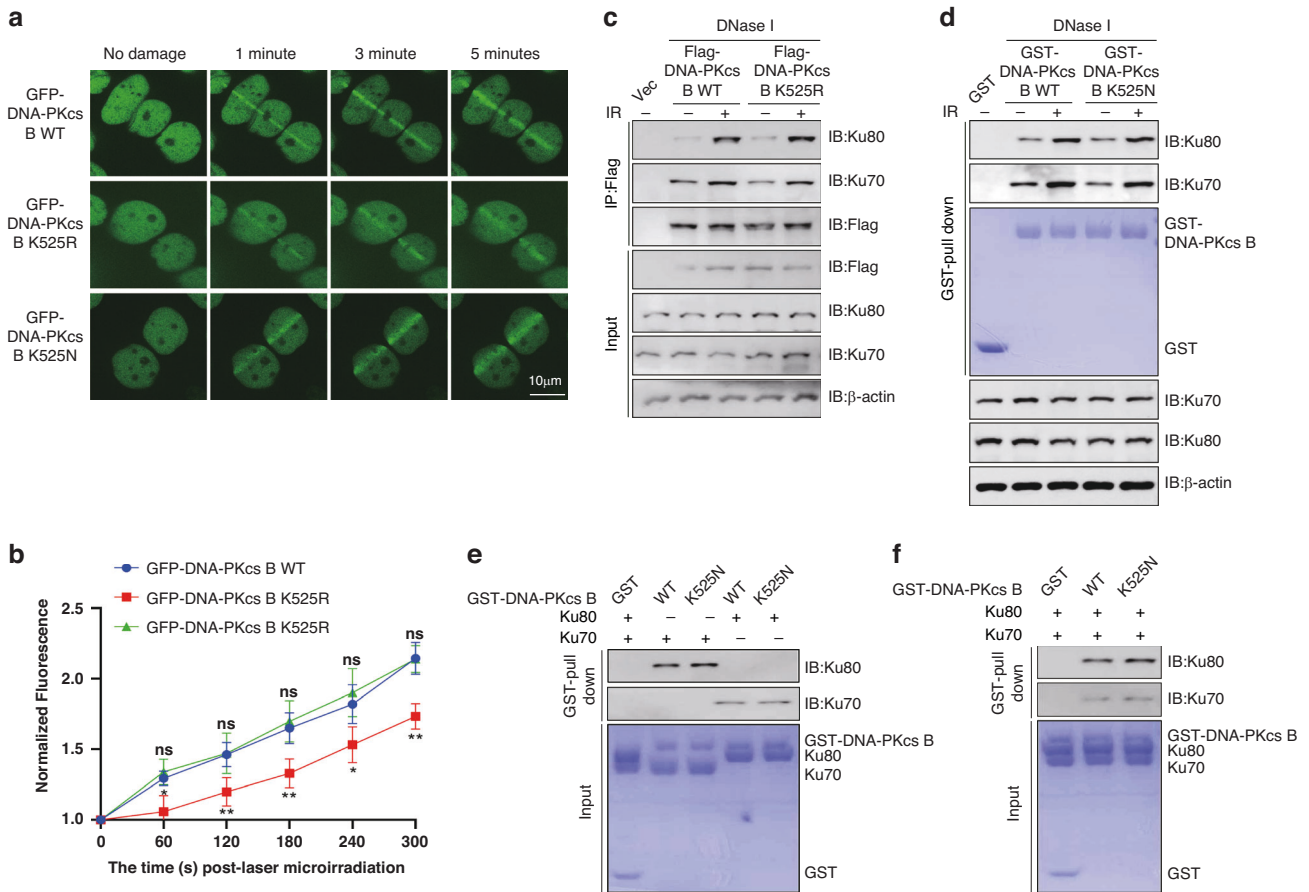 a
No damage 1 minute 3 minute 5 minutes
GFP-
DNA-PKcs
B WT
GFP-
DNA-PKcs
B K525R
GFP-
DNA-PKcs
B K525N
10μm
b
GFP-DNA-PKcs B WT
GFP-DNA-PKcs B K525R
GFP-DNA-PKcs B K525R
Normalized Fluorescence
2.5
2.0
1.5
1.0
ns ns ns ns ns
* ** ** * **
0 60 120 180 240 300
The time (s) post-laser microirradiation
c
DNase I
Vec
Flag-
DNA-PKcs
B WT
Flag-
DNA-PKcs
B K525R
IR – – + – +
IP:Flag
IB:Ku80
IB:Ku70
IB:Flag
Input
IB:Flag
IB:Ku80
IB:Ku70
IB:β-actin
d
DNase I
GST
GST-
DNA-PKcs
B WT
GST-
DNA-PKcs
B K525N
IR – – + – +
GST-pull down
IB:Ku80
IB:Ku70
GST-
DNA-PKcs B
GST
IB:Ku70
IB:Ku80
IB:β-actin
e
GST-DNA-PKcs B GST WT K525N WT K525N
Ku80 + – – + +
Ku70 + + + – –
GST-pull
down
IB:Ku80
IB:Ku70
Input
GST-DNA-PKcs B
Ku80
Ku70
GST
f
GST-DNA-PKcs B GST WT K525N
Ku80 + + +
Ku70 + + +
GST-pull
down
IB:Ku80
IB:Ku70
Input
GST-DNA-PKcs B
Ku80
Ku70
GST